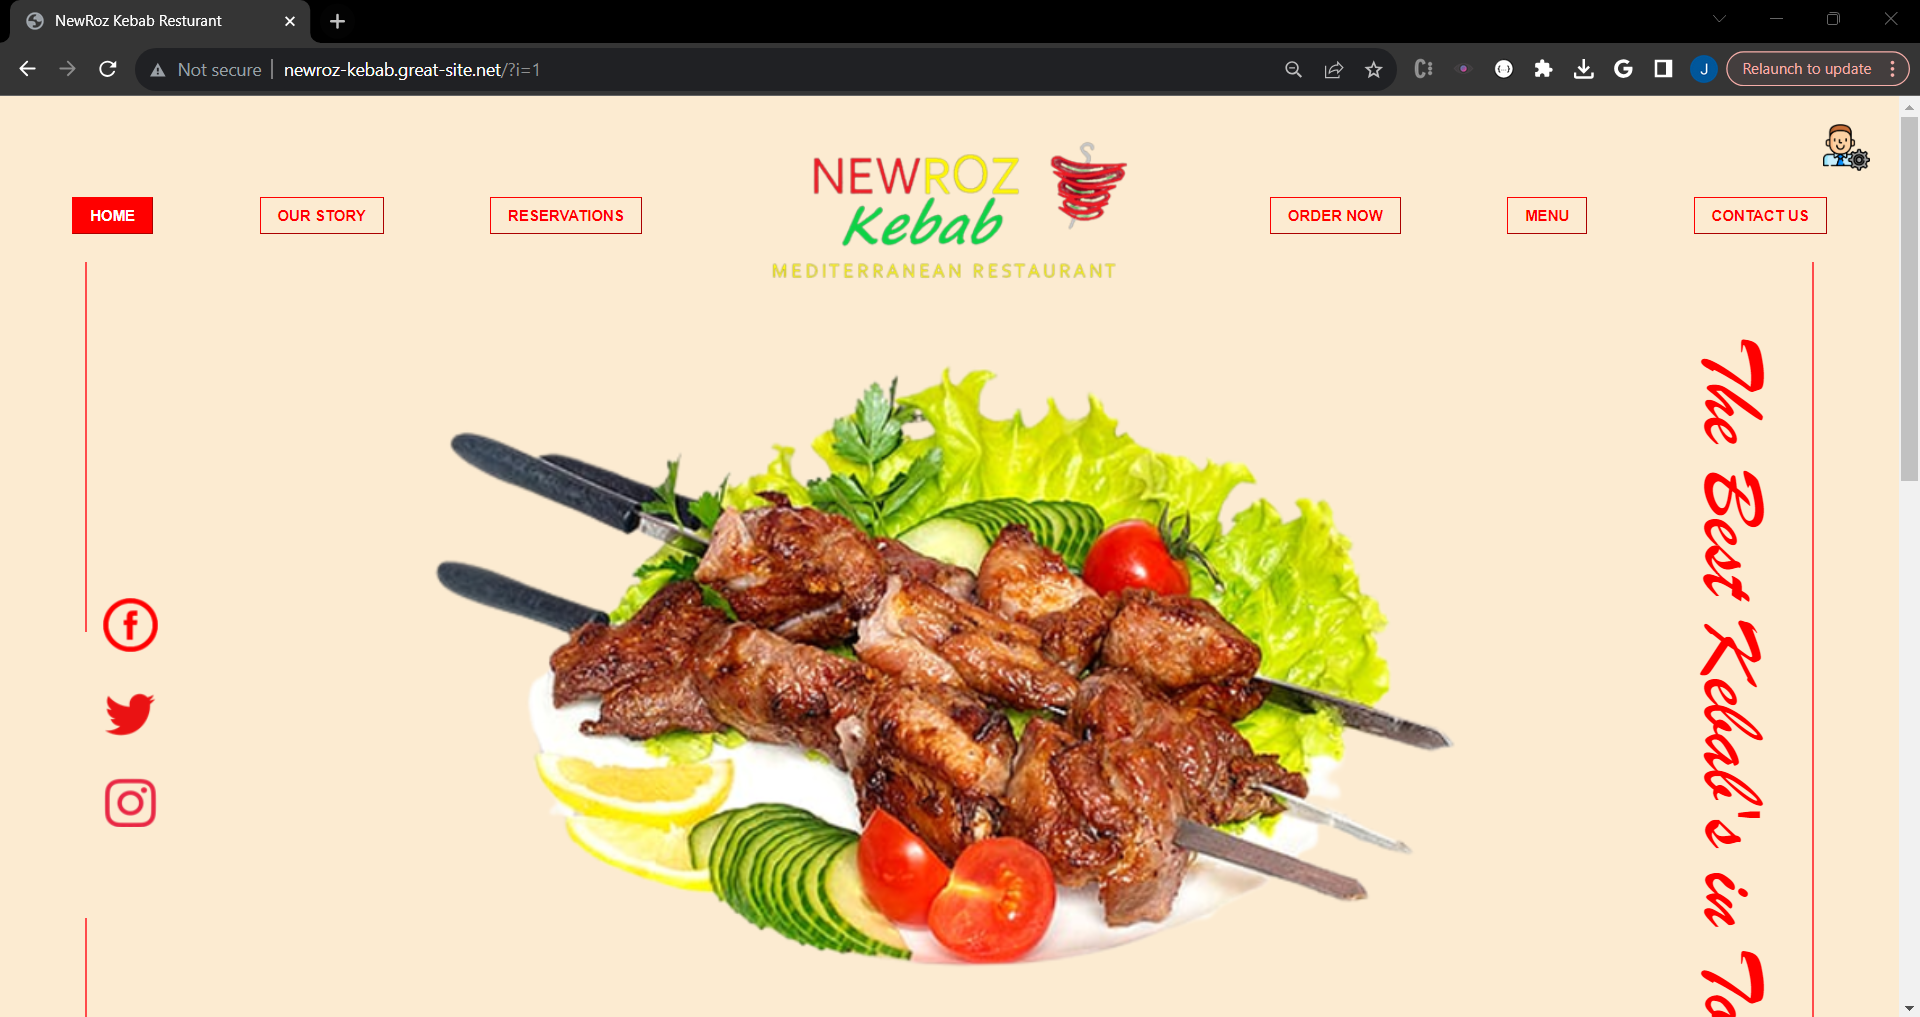 NewRoz Kebab Resturant
Not secure
newroz-kebab.great-site.net/?i=1
J
Relaunch to update
HOME
OUR STORY
RESERVATIONS
NEWROZ
Kebab
MEDITERRANEAN RESTAURANT
ORDER NOW
MENU
CONTACT US
The Best Kebab's in To